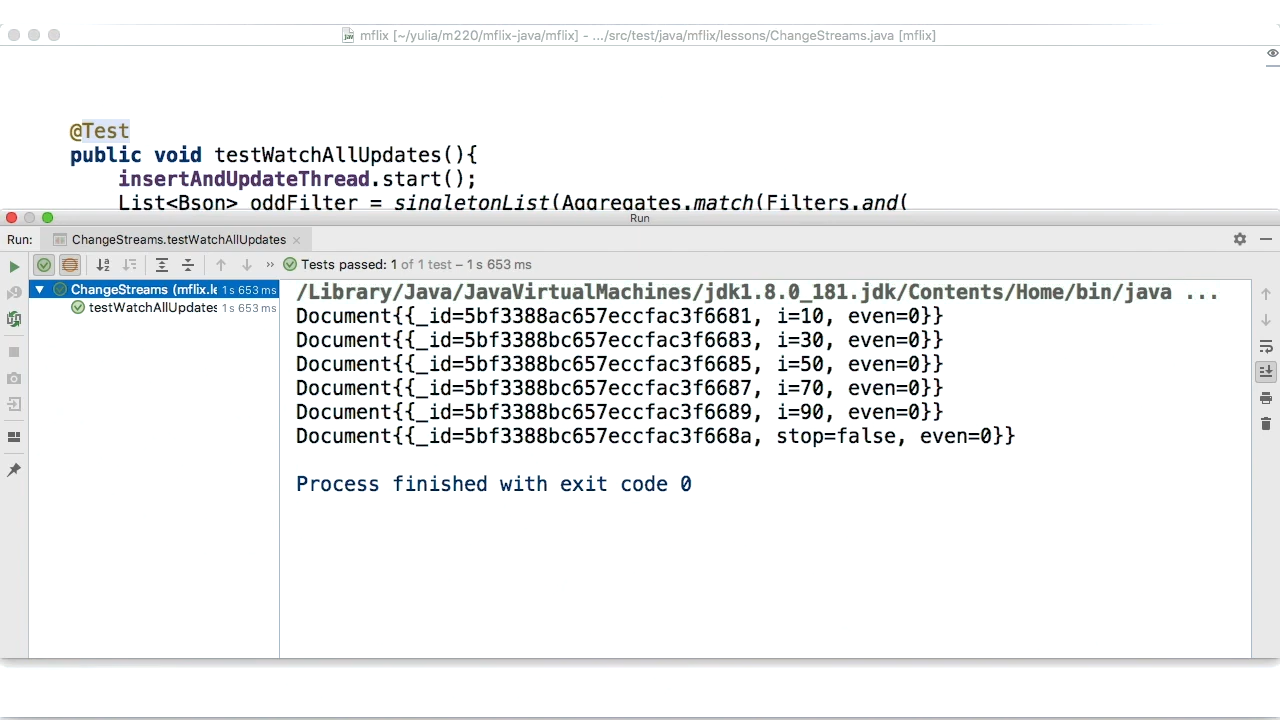 mflix [~/yulia/m220/mflix-java/mflix] - .../src/test/java/mflix/lessons/ChangeStreams.java [mflix]
@Test
public void testWatchAllUpdates(){
insertAndUpdateThread.start();
List<Bson> oddFilter = singletonList(Aggregates.match(Filters.and(
Run
Run: ChangeStreams.testWatchAllUpdates
Tests passed: 1 of 1 test – 1 s 653 ms
ChangeStreams (mflix.le 1 s 653 ms
testWatchAllUpdates 1 s 653 ms
/Library/Java/JavaVirtualMachines/jdk1.8.0_181.jdk/Contents/Home/bin/java ...
Document{{_id=5bf3388ac657eccfac3f6681, i=10, even=0}}
Document{{_id=5bf3388bc657eccfac3f6683, i=30, even=0}}
Document{{_id=5bf3388bc657eccfac3f6685, i=50, even=0}}
Document{{_id=5bf3388bc657eccfac3f6687, i=70, even=0}}
Document{{_id=5bf3388bc657eccfac3f6689, i=90, even=0}}
Document{{_id=5bf3388bc657eccfac3f668a, stop=false, even=0}}
Process finished with exit code 0